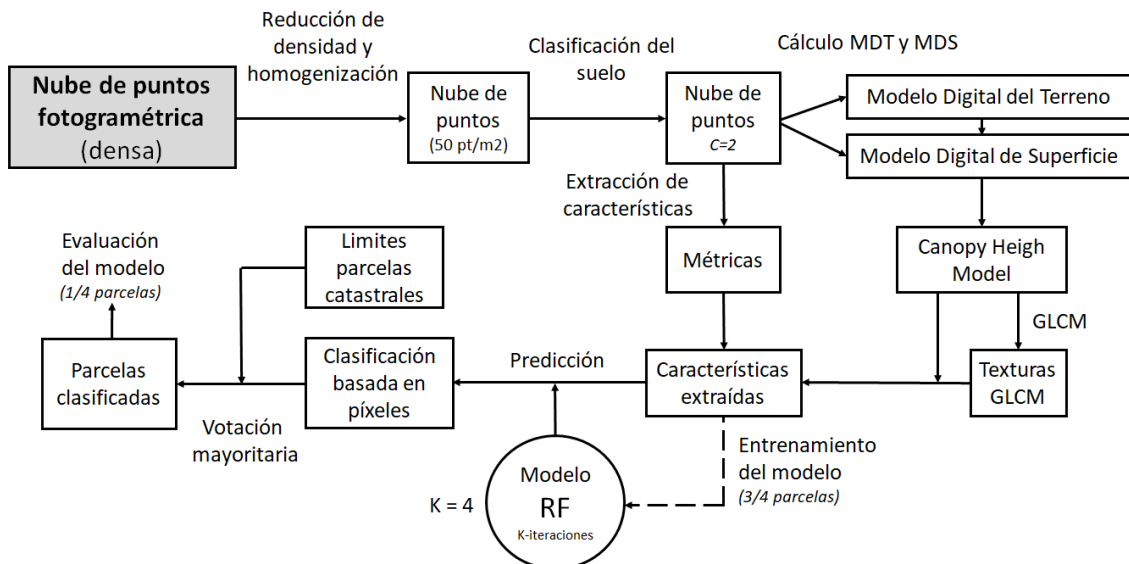 Reducción de
densidad y
homogenización
Clasificación del
suelo
Cálculo MDT y MDS
Nube de puntos
fotogramétrica
(densa)
Nube de
puntos
(50 pt/m2)
Nube de
puntos
C=2
Modelo Digital del Terreno
Modelo Digital de Superficie
Extracción de
características
Evaluación
del modelo
(1/4 parcelas)
Limites
parcelas
catastrales
Métricas
Canopy Heigh
Model
GLCM
Parcelas
clasificadas
Clasificación
basada en
píxeles
Predicción
Características
extraídas
Texturas
GLCM
Votación
mayoritaria
Entrenamiento
del modelo
(3/4 parcelas)
K = 4
Modelo
RF
K-iteraciones